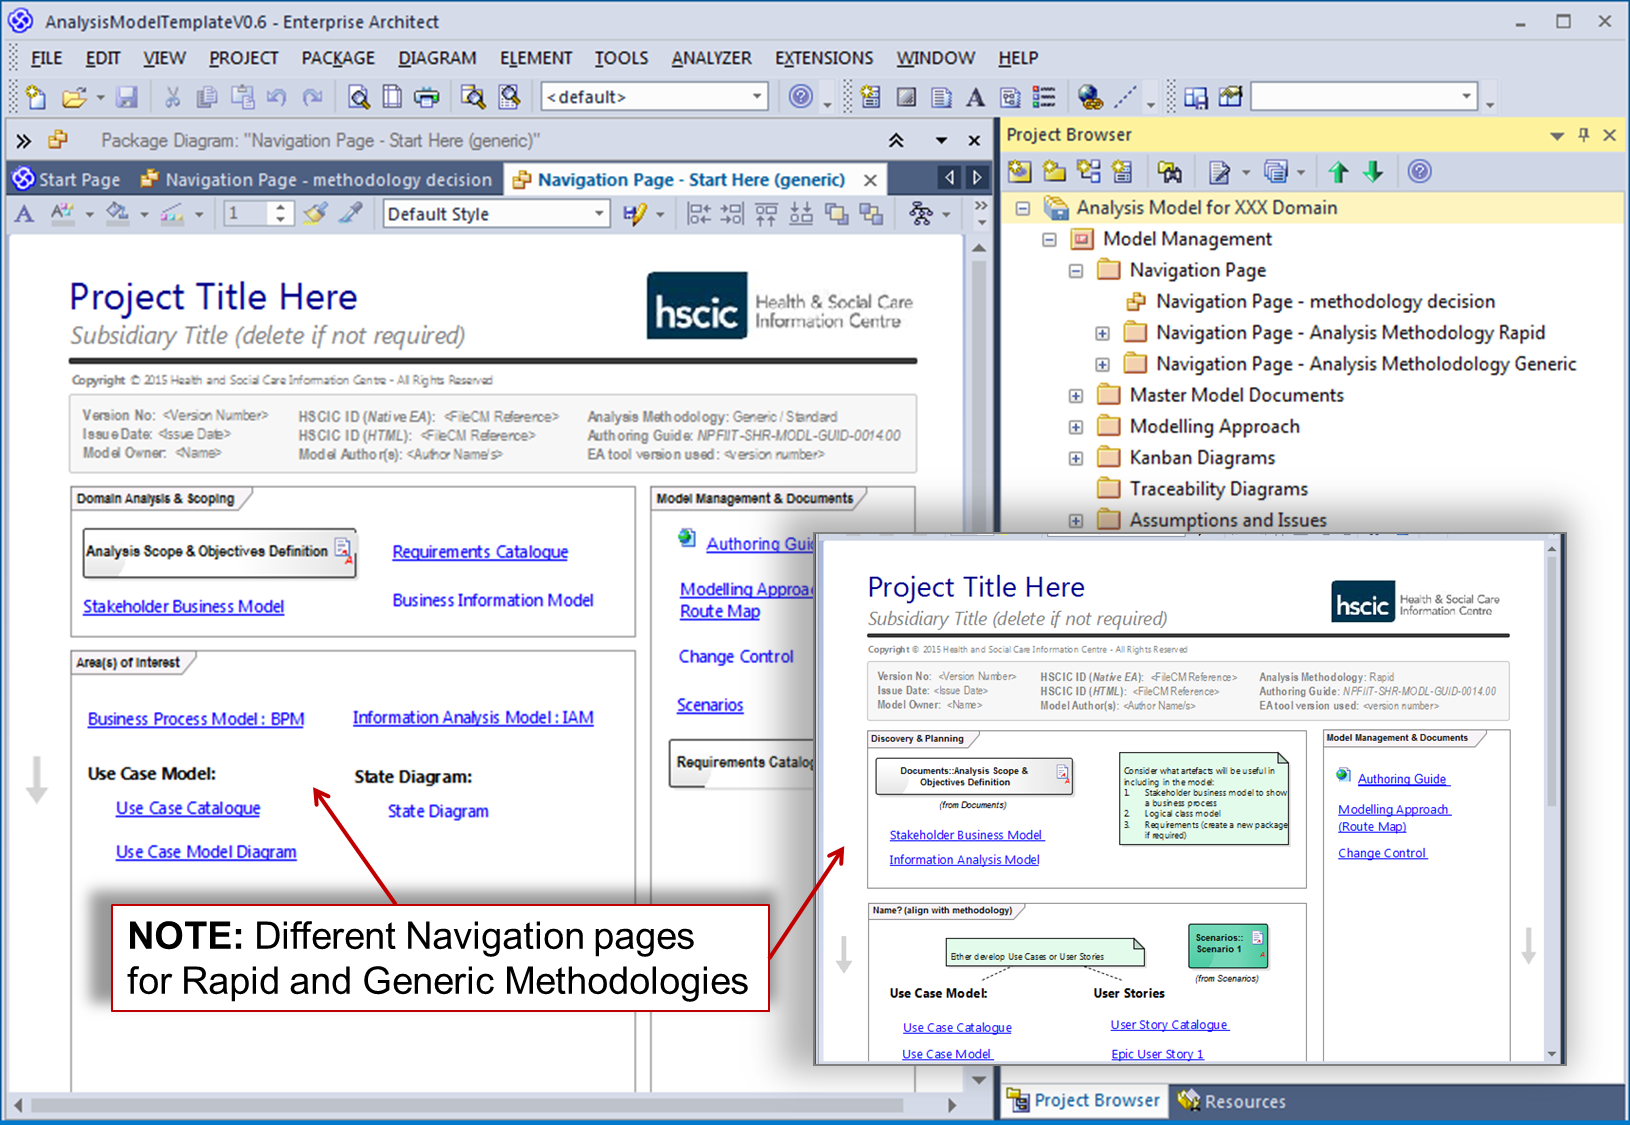 AnalysisModelTemplateV0.6 - Enterprise Architect
FILE EDIT VIEW PROJECT PACKAGE DIAGRAM ELEMENT TOOLS ANALYZER EXTENSIONS WINDOW HELP
<default>
Package Diagram: "Navigation Page - Start Here (generic)"
Start Page Navigation Page - methodology decision Navigation Page - Start Here (generic)
1 Default Style
Project Title Here
Subsidiary Title (delete if not required)
hscic Health & Social Care
Information Centre
Copyright © 2015 Health and Social Care Information Centre - All Rights Reserved
Version No: <Version Number> HSCIC ID (Native EA): <FileCM Reference> Analysis Methodology: Generic / Standard
Issue Date: <Issue Date> HSCIC ID (HTML): <FileCM Reference> Authoring Guide: NPFIIT-SHR-MODL-GUID-0014.00
Model Owner: <Name> Model Author(s): <Author Name/s> EA tool version used: <version number>
Domain Analysis & Scoping
Analysis Scope & Objectives Definition
Requirements Catalogue
Stakeholder Business Model
Business Information Model
Area(s) of Interest
Business Process Model : BPM
Information Analysis Model : IAM
Use Case Model:
Use Case Catalogue
Use Case Model Diagram
State Diagram:
State Diagram
Model Management & Documents
Authoring Gui
Modelling Approa
Route Map
Change Control
Scenarios
Requirements Catalog
NOTE: Different Navigation pages
for Rapid and Generic Methodologies
Project Browser
Analysis Model for XXX Domain
Model Management
Navigation Page
Navigation Page - methodology decision
Navigation Page - Analysis Methodology Rapid
Navigation Page - Analysis Metholodology Generic
Master Model Documents
Modelling Approach
Kanban Diagrams
Traceability Diagrams
Assumptions and Issues
Project Title Here
Subsidiary Title (delete if not required)
hscic Health & Social Care
Information Centre
Copyright © 2015 Health and Social Care Information Centre - All Rights Reserved
Version No: <Version Number> HSCIC ID (Native EA): <FileCM Reference> Analysis Methodology: Rapid
Issue Date: <Issue Date> HSCIC ID (HTML): <FileCM Reference> Authoring Guide: NPFIIT-SHR-MODL-GUID-0014.00
Model Owner: <Name> Model Author(s): <Author Name/s> EA tool version used: <version number>
Discovery & Planning
Documents::Analysis Scope &
Objectives Definition
(from Documents)
Stakeholder Business Model
Information Analysis Model
Consider what artefacts will be useful in
including in the model:
1. Stakeholder business model to show
a business process
2. Logical class model
3. Requirements (create a new package
if required)
Model Management & Documents
Authoring Guide
Modelling Approach
(Route Map)
Change Control
Name? (align with methodology)
Either develop Use Cases or User Stories
Scenarios::
Scenario 1
(from Scenarios)
Use Case Model:
Use Case Catalogue
Use Case Model
User Stories
User Story Catalogue
Epic User Story 1
Project Browser Resources